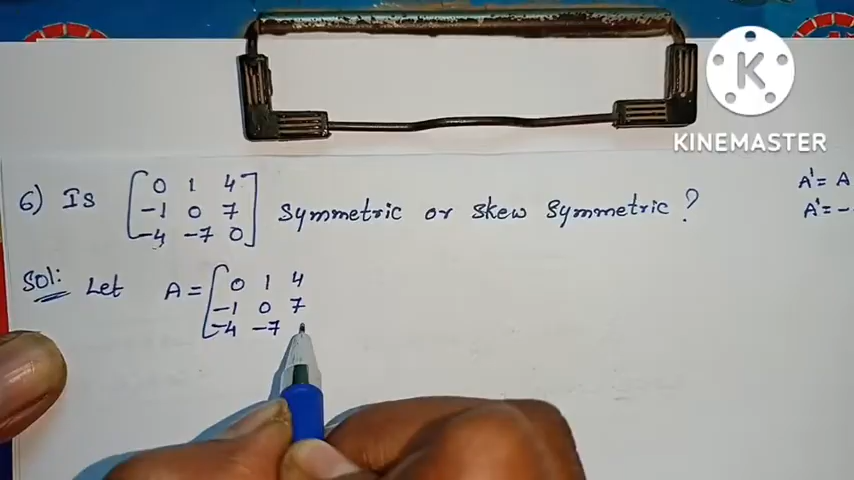 K
KINEMASTER
6) Is [ 0 1 4 Symmetric or skew symmetric ?
-1 0 7
-4 -7 0 ]
A' = A
A' = -
Sol: Let A = [ 0 1 4
-1 0 7
-4 -7